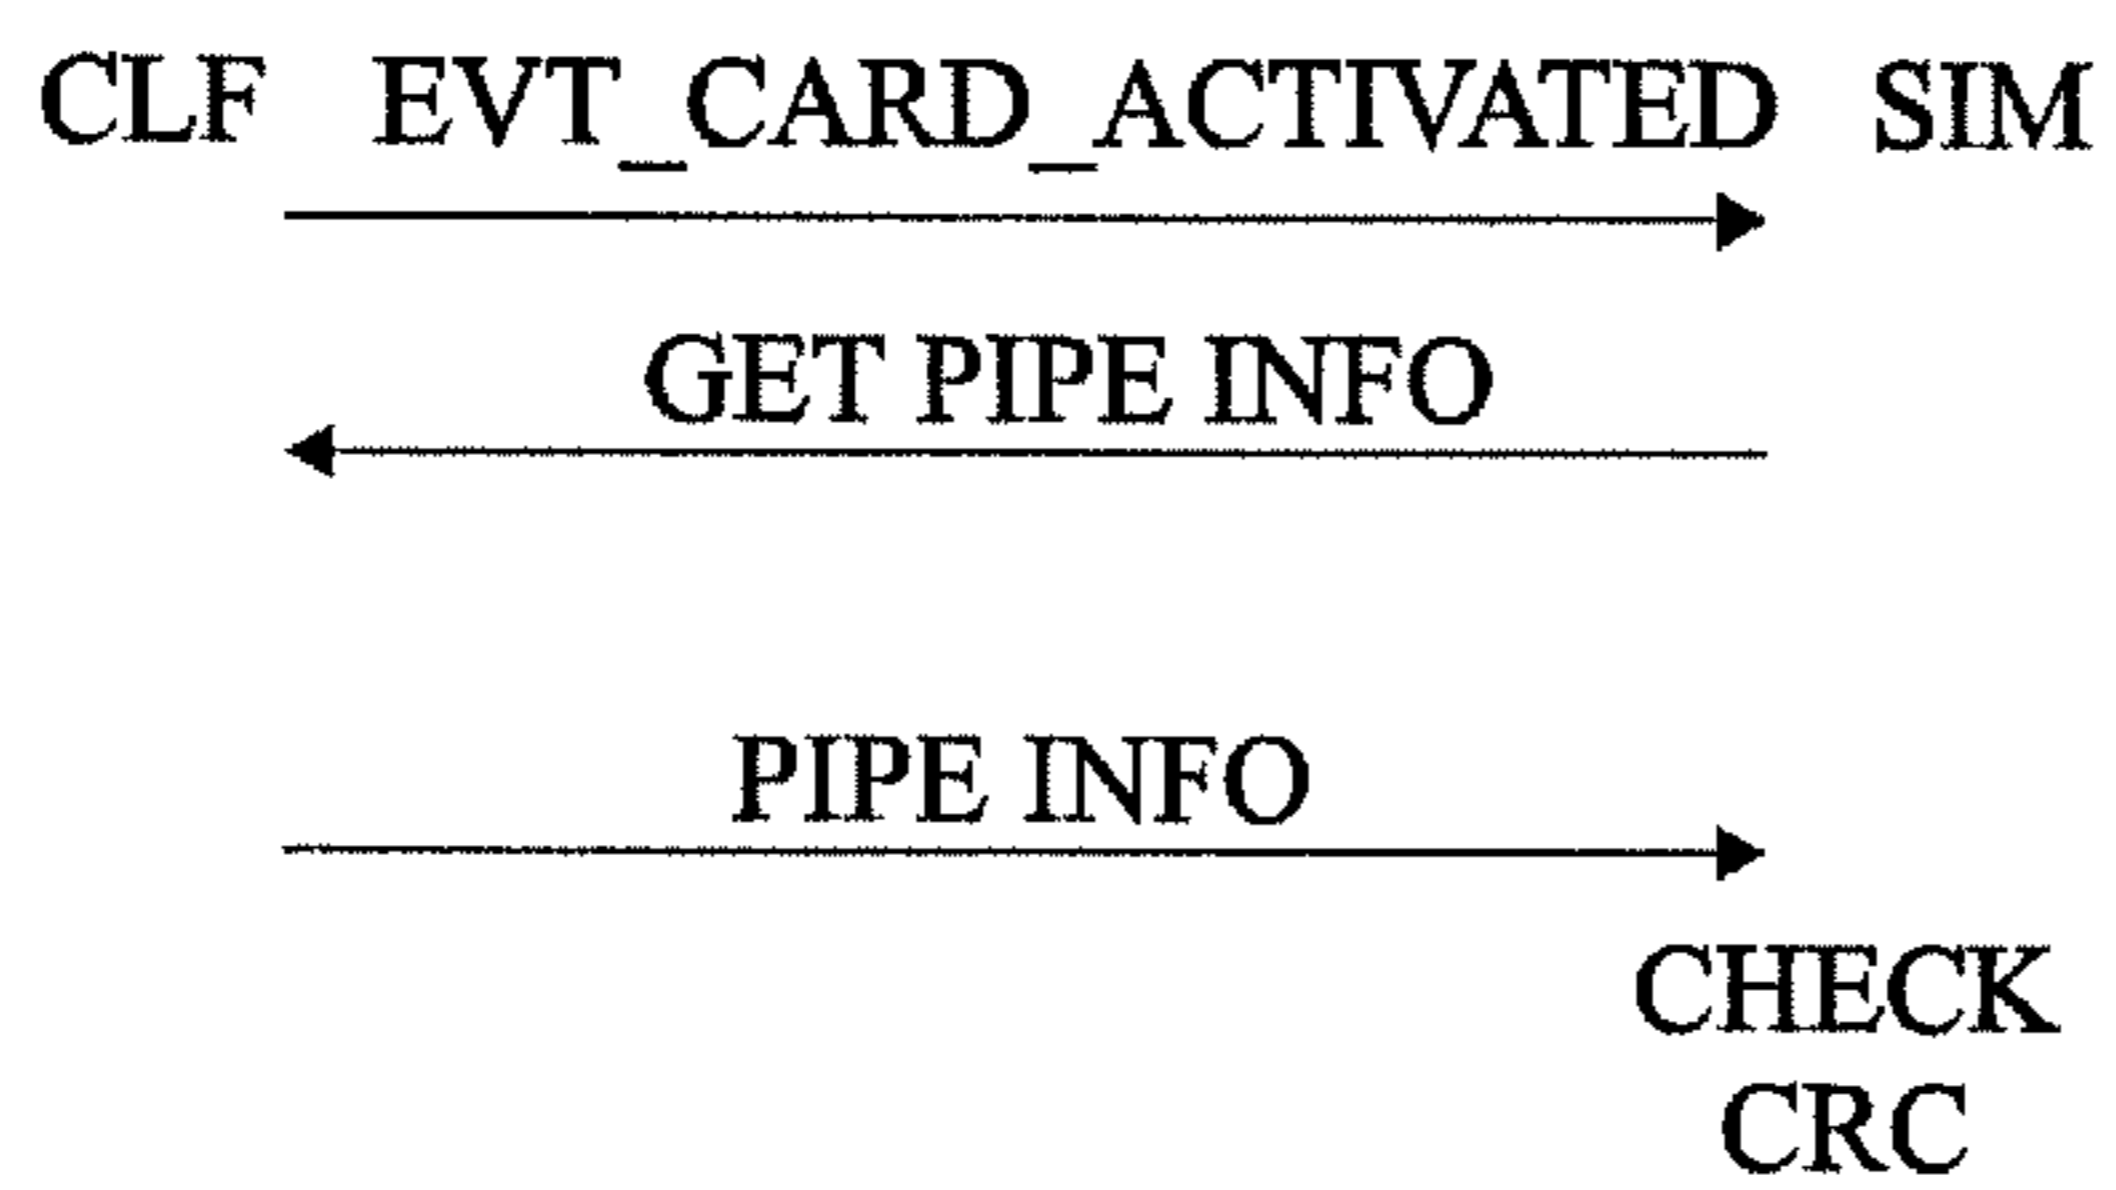 CLF EVT_CARD_ACTIVATED SIM
GET PIPE INFO
PIPE INFO
CHECK
CRC